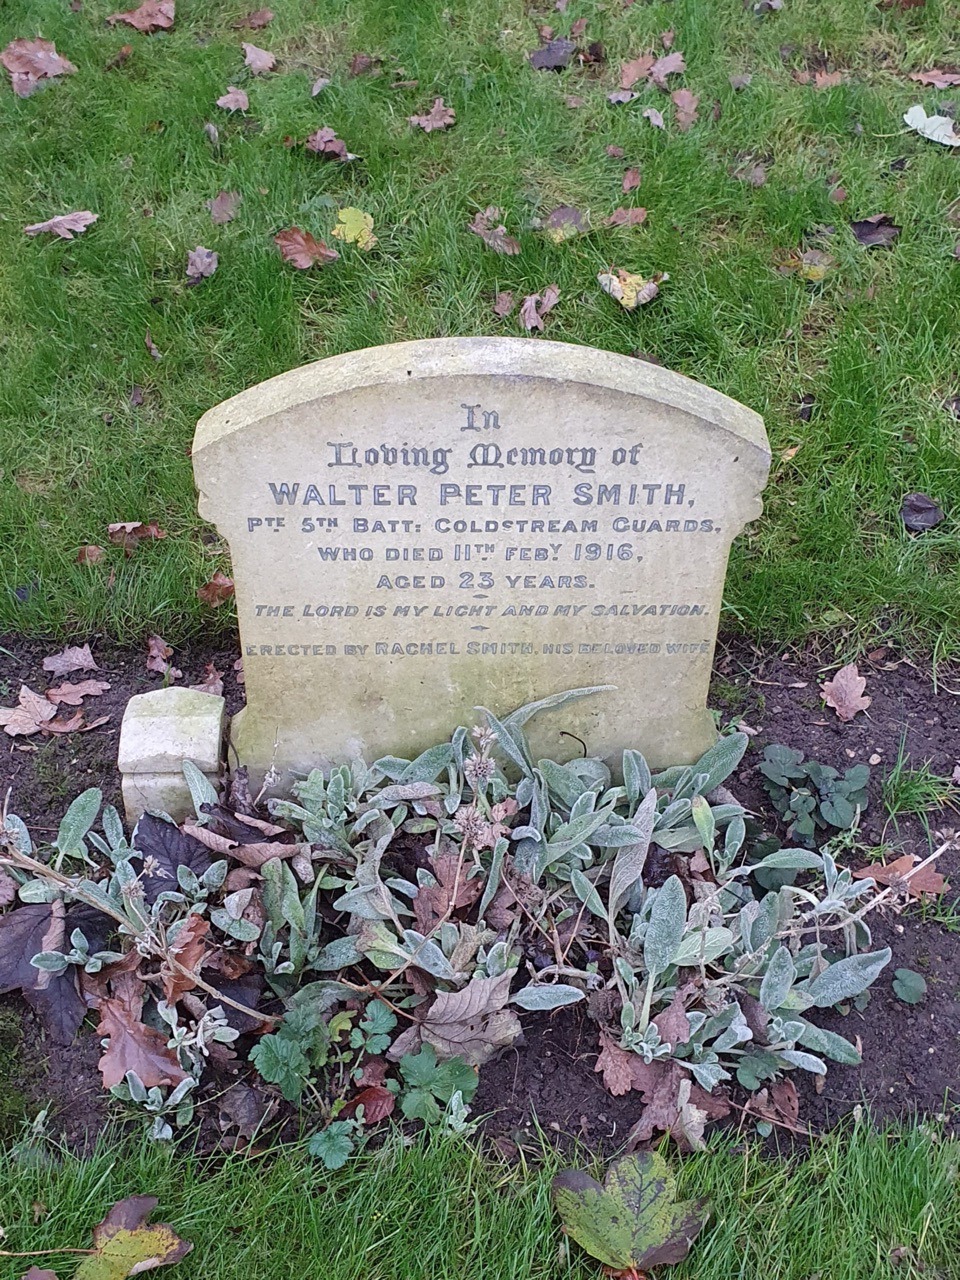 In
Loving Memory of
WALTER PETER SMITH,
PTE 5TH BATT: COLDSTREAM GUARDS,
WHO DIED 11TH FEBY 1916,
AGED 23 YEARS.
THE LORD IS MY LIGHT AND MY SALVATION.
ERECTED BY RACHEL SMITH, HIS BELOVED WIFE